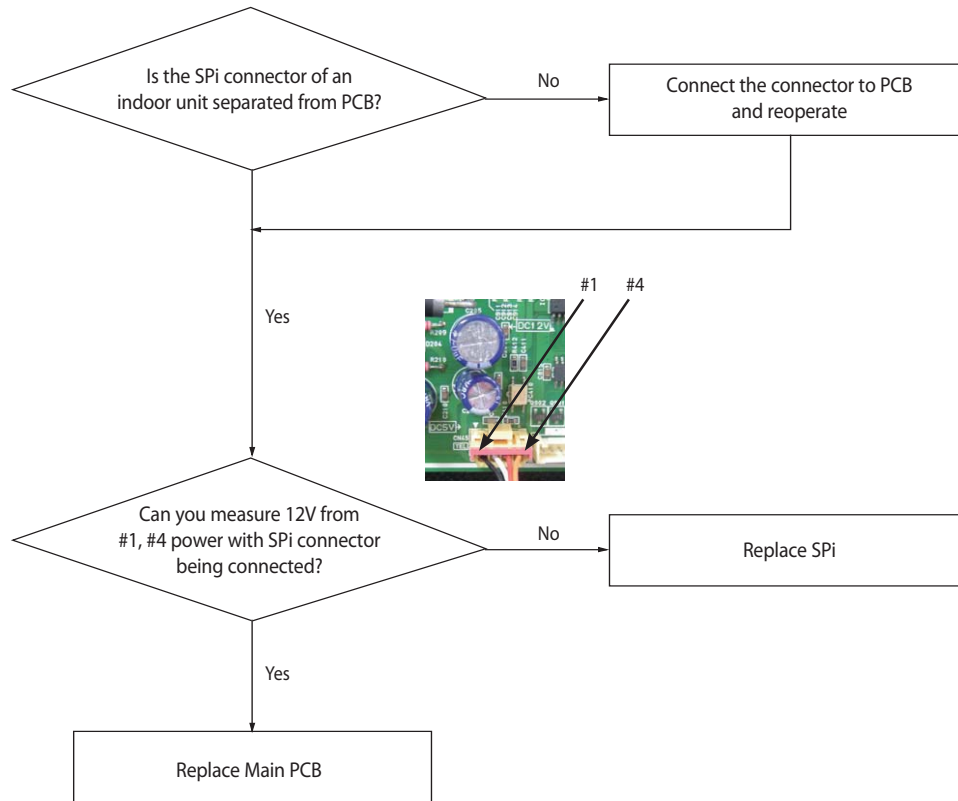 Is the SPi connector of an
indoor unit separated from PCB?
No
Connect the connector to PCB
and reoperate
Yes
#1
#4
DC12V
DC5V
Can you measure 12V from
#1, #4 power with SPi connector
being connected?
No
Replace SPi
Yes
Replace Main PCB